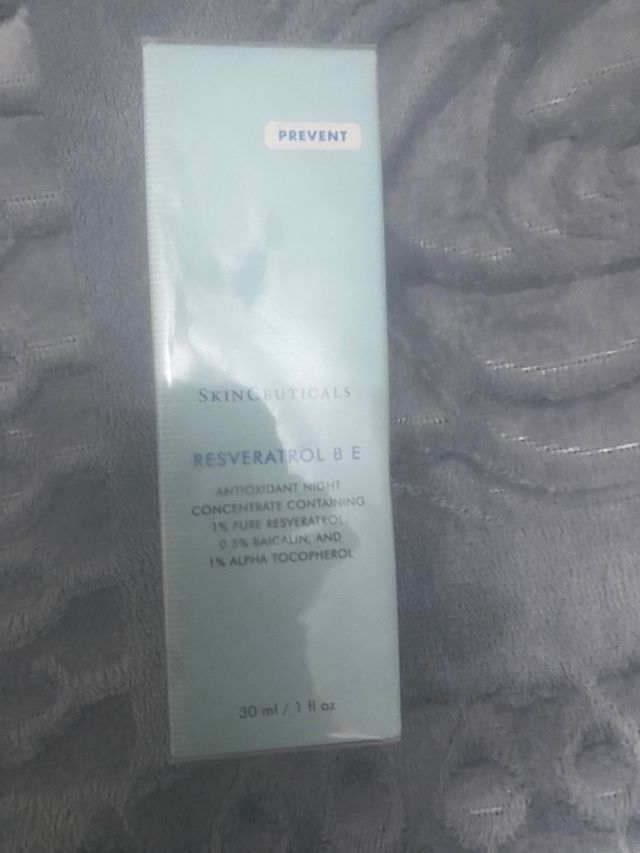 PREVENT
SKINCEUTICALS
RESVERATROL B E
ANTIOXIDANT NIGHT
CONCENTRATE CONTAINING
1% PURE RESVERATROL,
0.5% BAICALIN, AND
1% ALPHA TOCOPHEROL
30 ml / 1 fl oz